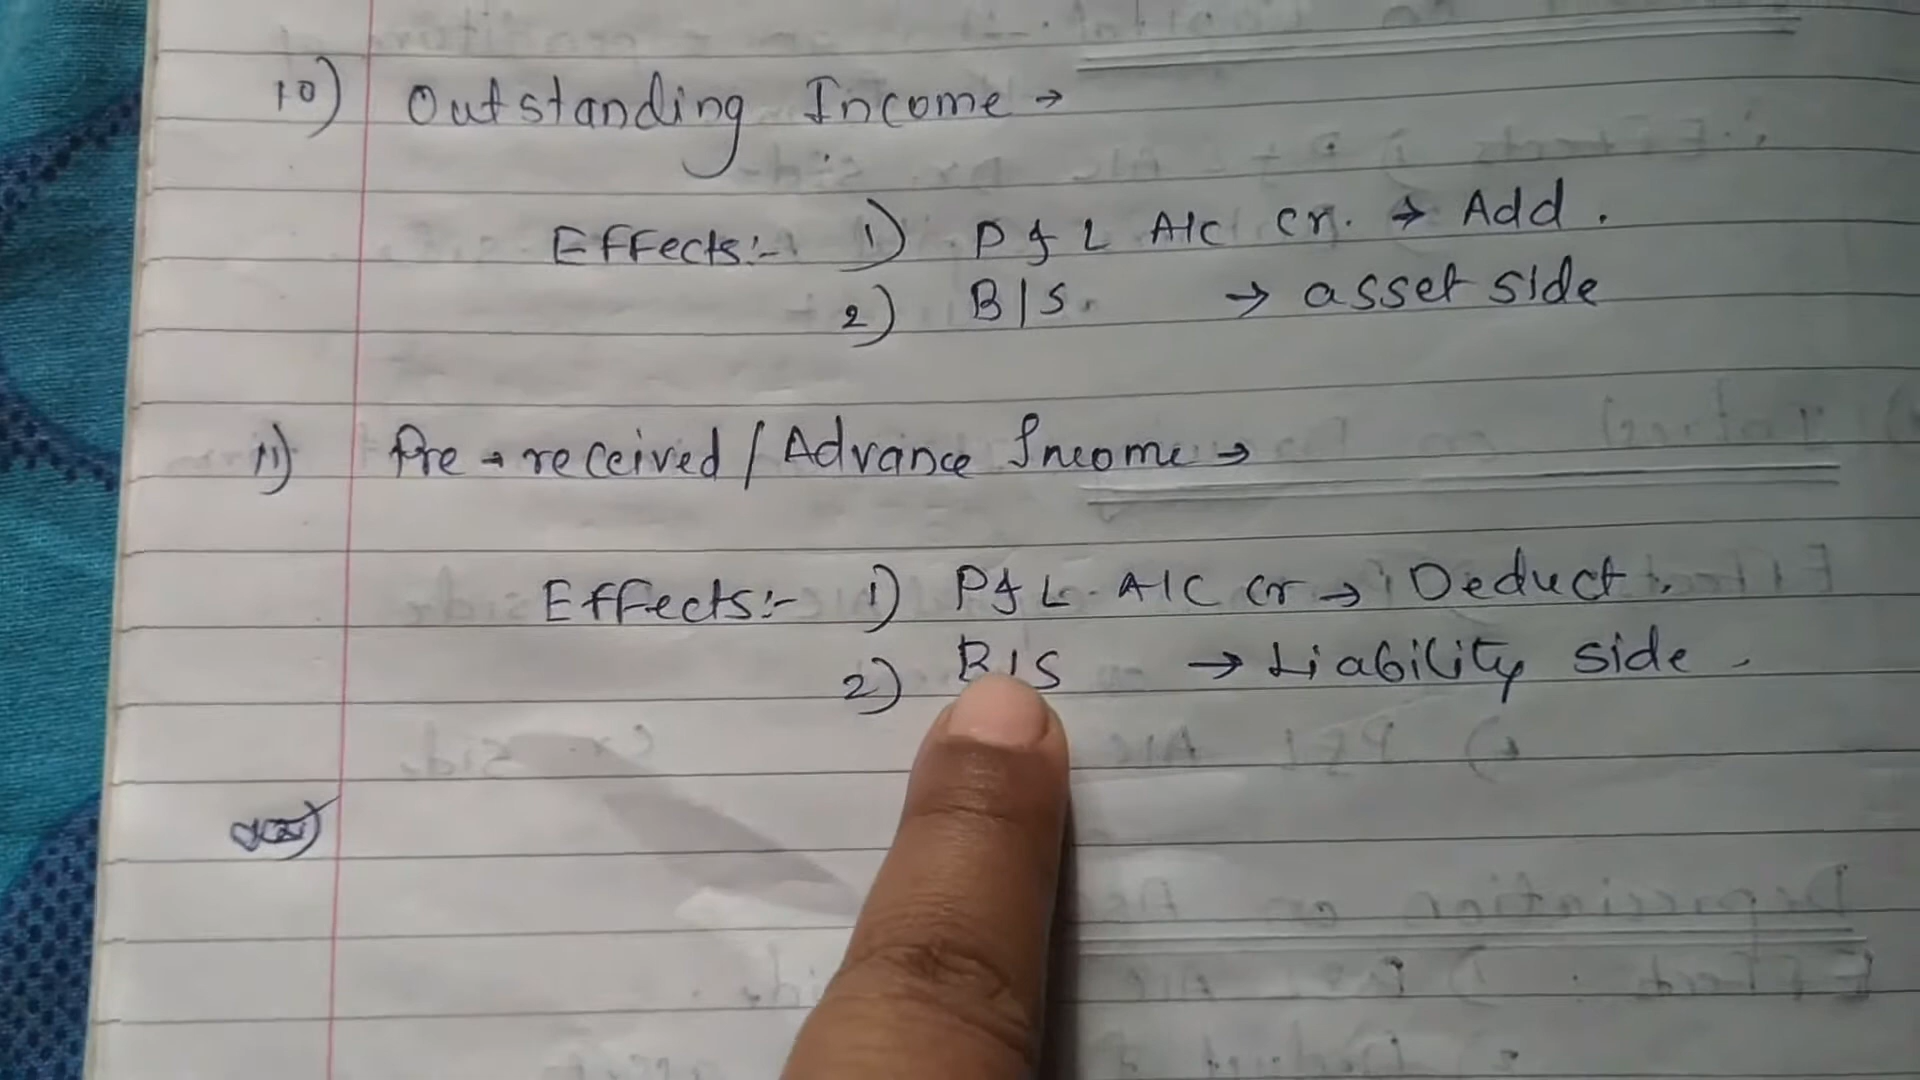 10) Outstanding Income →
Effects:- 1) P & L A/c cr. → Add.
2) B/S. → asset side
11) Pre-received / Advance Income →
Effects:- 1) P & L A/C cr → Deduct.
2) B/S → Liability side.